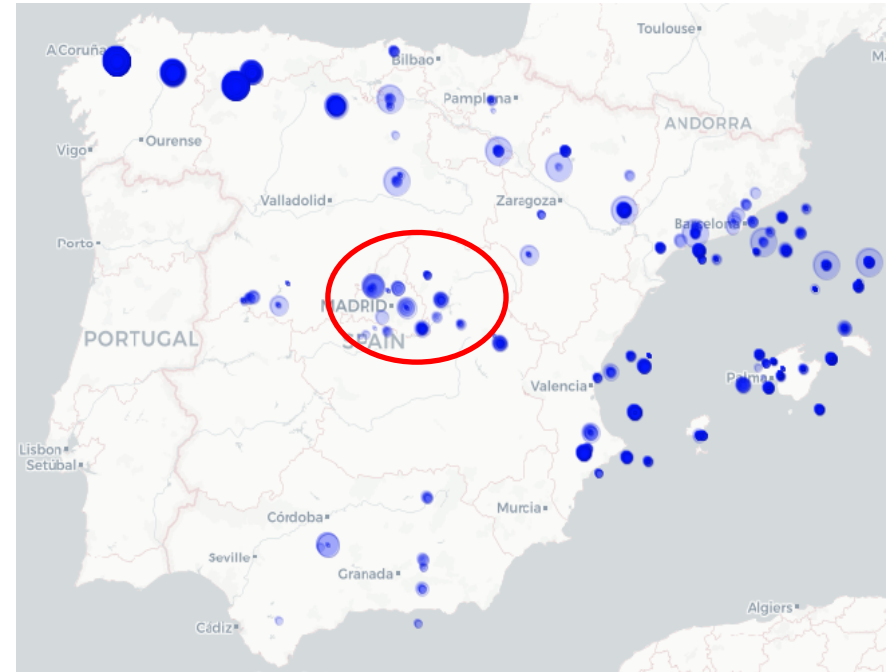 Toulouse
A Coruña
Bilbao
Ma
Pamplona
ANDORRA
Ourense
Vigo
Valladolid
Zaragoza
Barcelona
Porto
MADRID
PORTUGAL
SPAIN
Valencia
Palma
Lisbon
Setúbal
Murcia
Córdoba
Seville
Granada
Algiers
Cádiz